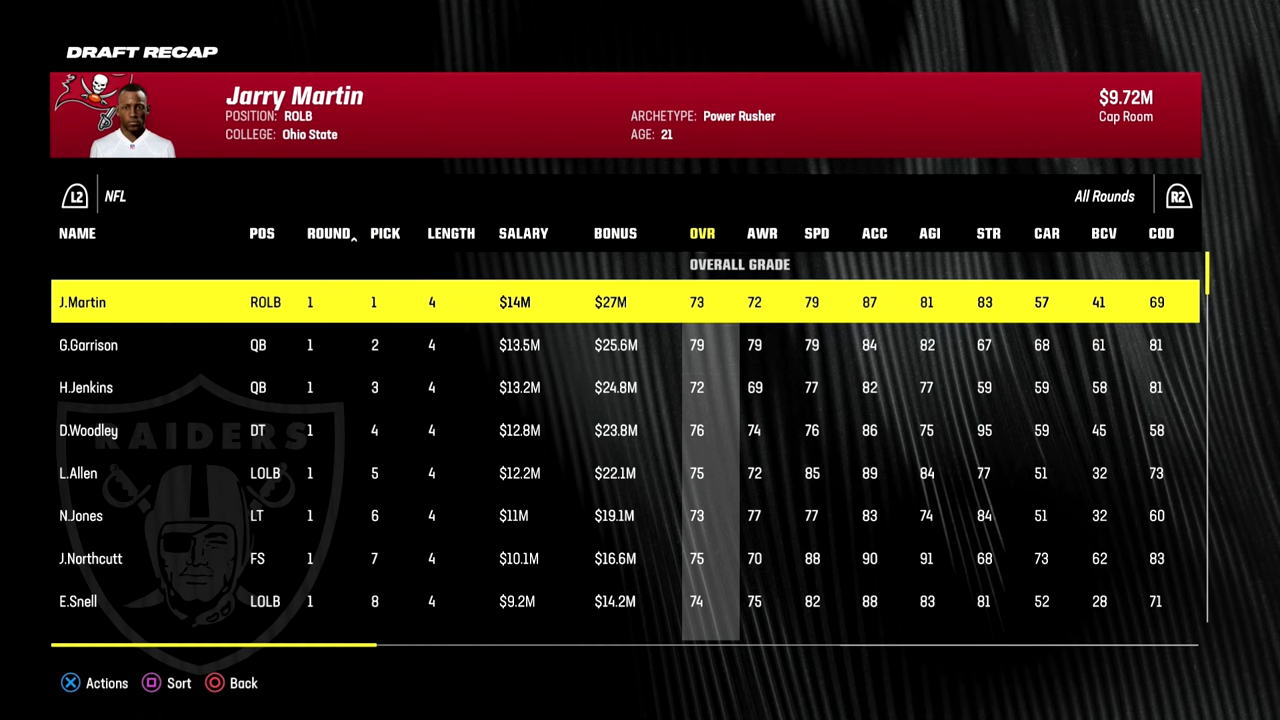 DRAFT RECAP
Jarry Martin
POSITION: ROLB
COLLEGE: Ohio State
ARCHETYPE: Power Rusher
AGE: 21
$9.72M
Cap Room
L2 NFL All Rounds R2
NAME POS ROUND PICK LENGTH SALARY BONUS OVR AWR SPD ACC AGI STR CAR BCV COD
OVERALL GRADE
J.Martin ROLB 1 1 4 $14M $27M 73 72 79 87 81 83 57 41 69
G.Garrison QB 1 2 4 $13.5M $25.6M 79 79 79 84 82 67 68 61 81
H.Jenkins QB 1 3 4 $13.2M $24.8M 72 69 77 82 77 59 59 58 81
D.Woodley DT 1 4 4 $12.8M $23.8M 76 74 76 86 75 95 59 45 58
RAIDERS
L.Allen LOLB 1 5 4 $12.2M $22.1M 75 72 85 89 84 77 51 32 73
N.Jones LT 1 6 4 $11M $19.1M 73 77 77 83 74 84 51 32 60
J.Northcutt FS 1 7 4 $10.1M $16.6M 75 70 88 90 91 68 73 62 83
E.Snell LOLB 1 8 4 $9.2M $14.2M 74 75 82 88 83 81 52 28 71
Actions Sort Back